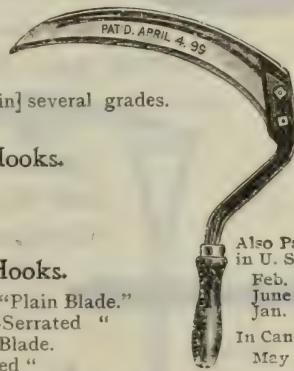 PAT'D. APRIL 4, 99
in] several grades.
Hooks.
Also Pa
in U. S
Feb.
June
Jan.
In Can
May
Hooks.
"Plain Blade."
-Serrated "
Blade.
ed "